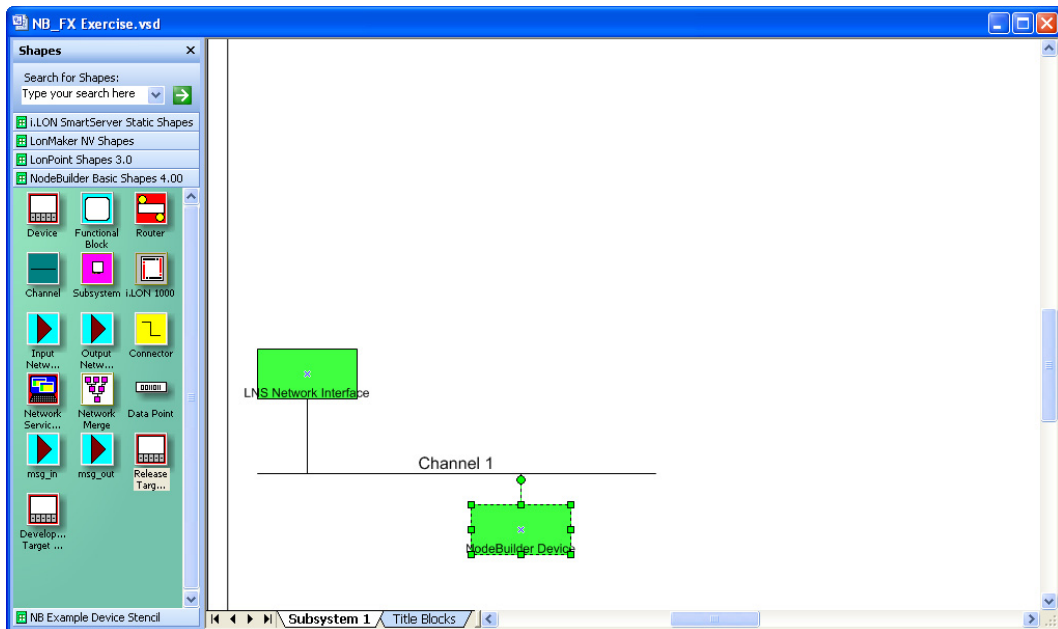 NB_FX Exercise.vsd
Shapes
Search for Shapes:
Type your search here
i.LON SmartServer Static Shapes
LonMaker NV Shapes
LonPoint Shapes 3.0
NodeBuilder Basic Shapes 4.00
Device
Functional
Block
Router
Channel
Subsystem
i.LON 1000
Input
Netw...
Output
Netw...
Connector
Network
Servic...
Network
Merge
Data Point
msg_in
msg_out
Release
Targ...
Develop...
Target ...
NB Example Device Stencil
LNS Network Interface
Channel 1
NodeBuilder Device
Subsystem 1
Title Blocks